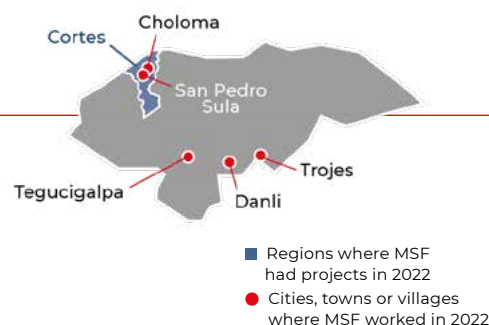 Choloma
Cortes
San Pedro
Sula
Trojes
Tegucigalpa
Danli
Regions where MSF
had projects in 2022
Cities, towns or villages
where MSF worked in 2022